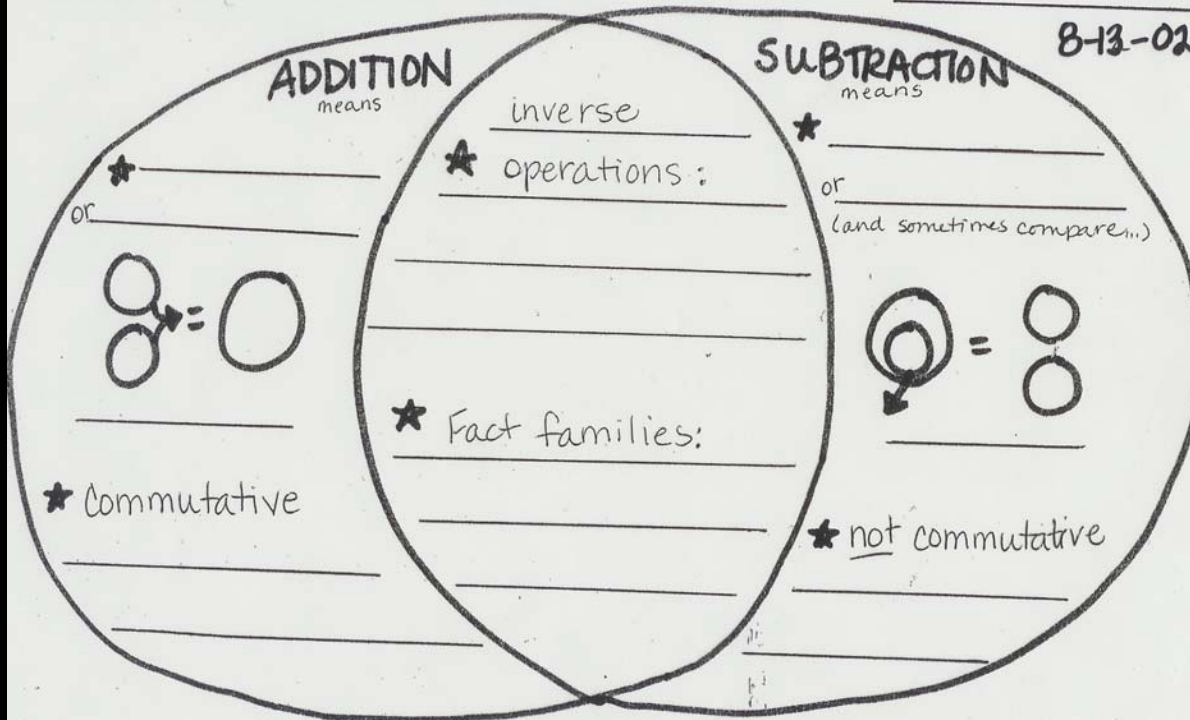 8-13-02
ADDITION
means
or
=
commutative
inverse
operations:
Fact families:
SUBTRACTION
means
or
(and sometimes compare...)
=
not commutative